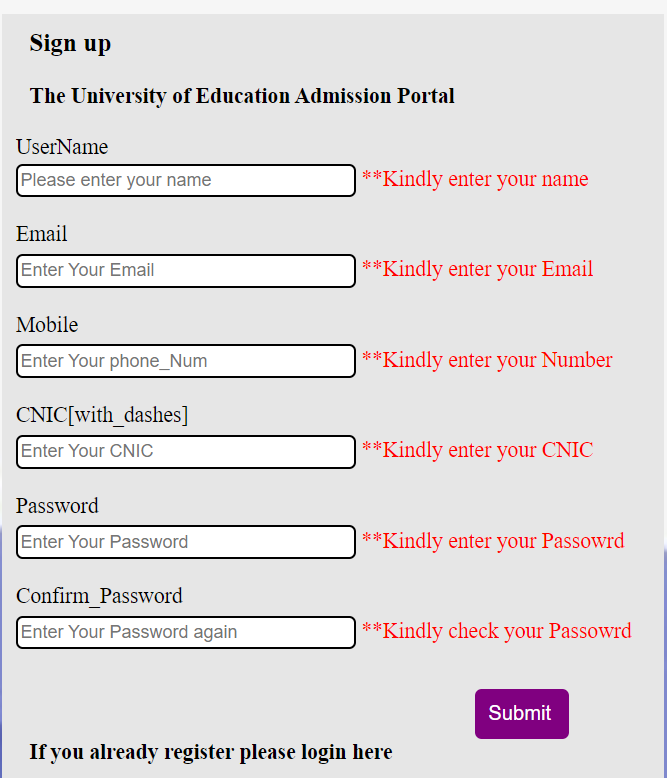 Sign up
The University of Education Admission Portal
UserName
Please enter your name **Kindly enter your name
Email
Enter Your Email **Kindly enter your Email
Mobile
Enter Your phone_Num **Kindly enter your Number
CNIC[with_dashes]
Enter Your CNIC **Kindly enter your CNIC
Password
Enter Your Password **Kindly enter your Passowrd
Confirm_Password
Enter Your Password again **Kindly check your Passowrd
Submit
If you already register please login here